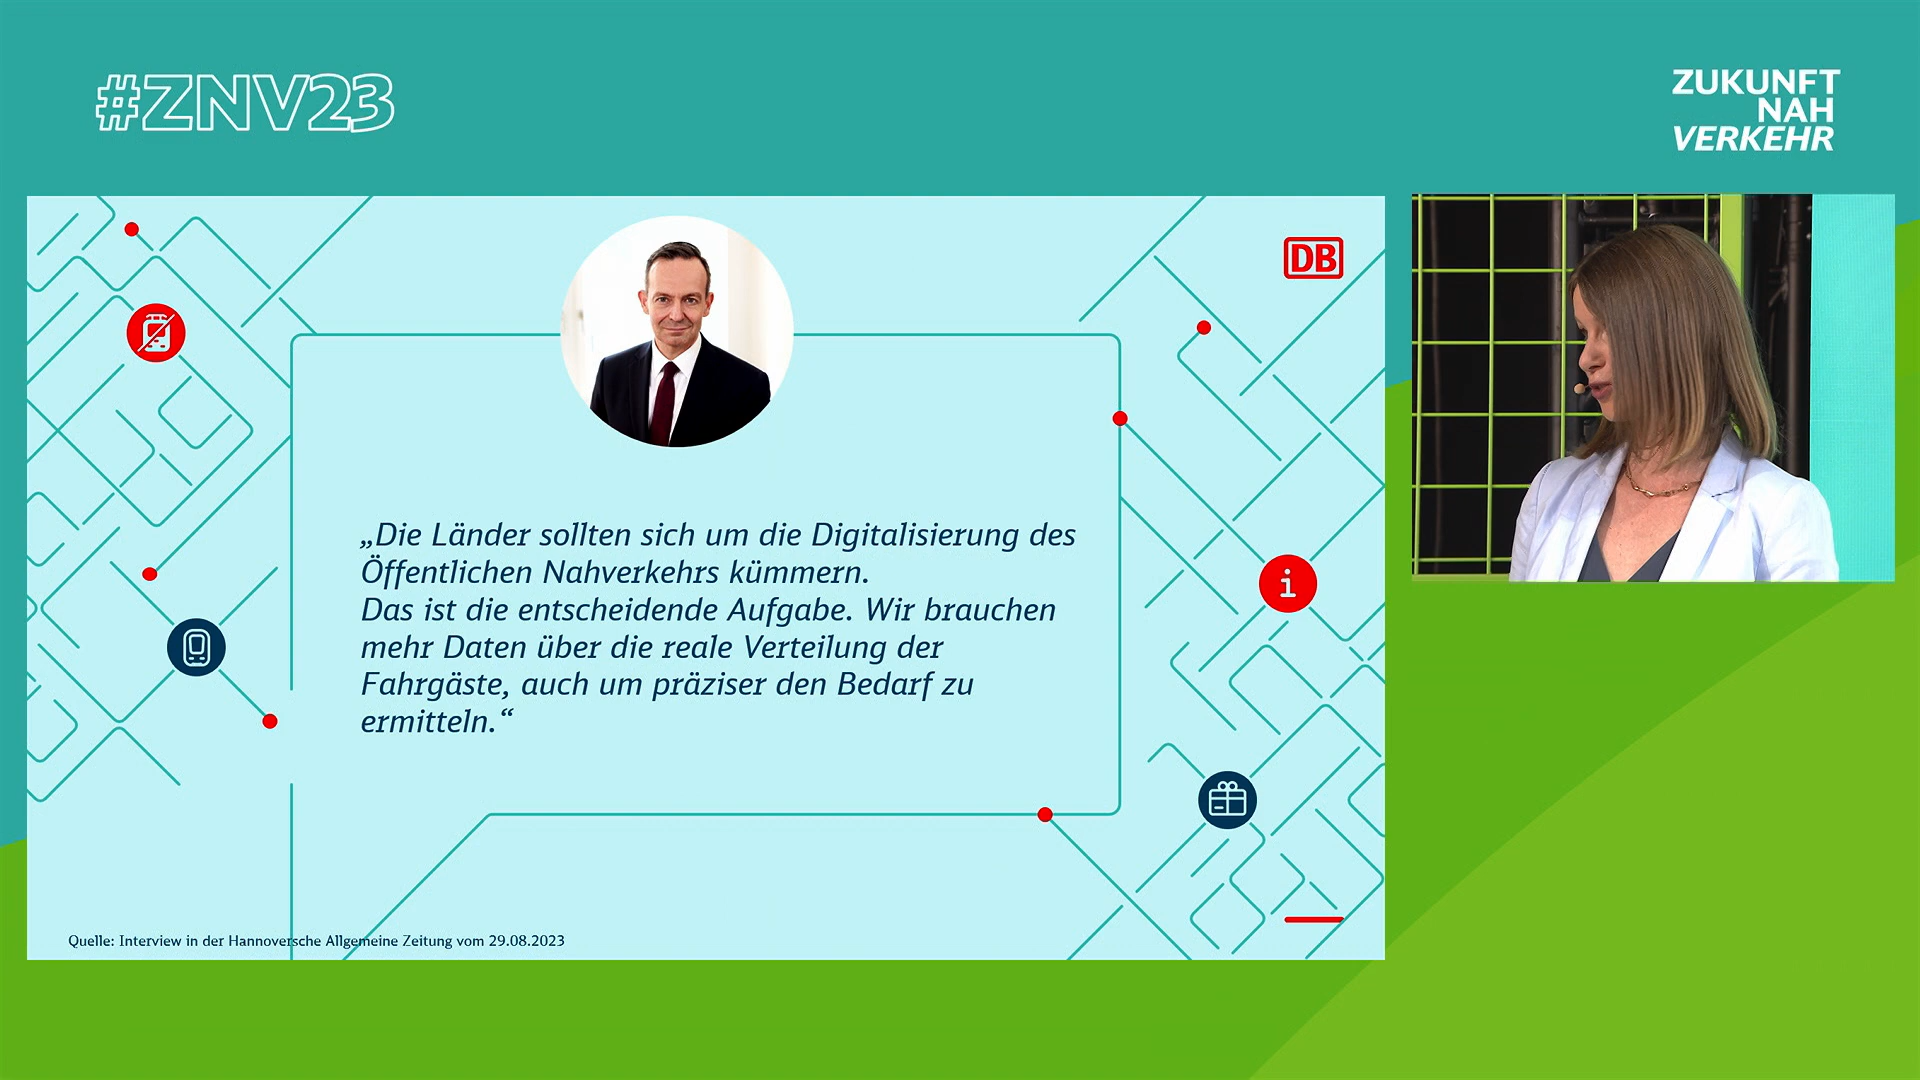 #ZNV23
ZUKUNFT
NAH
VERKEHR
DB
„Die Länder sollten sich um die Digitalisierung des
Öffentlichen Nahverkehrs kümmern.
Das ist die entscheidende Aufgabe. Wir brauchen
mehr Daten über die reale Verteilung der
Fahrgäste, auch um präziser den Bedarf zu
ermitteln.“
i
Quelle: Interview in der Hannoversche Allgemeine Zeitung vom 29.08.2023